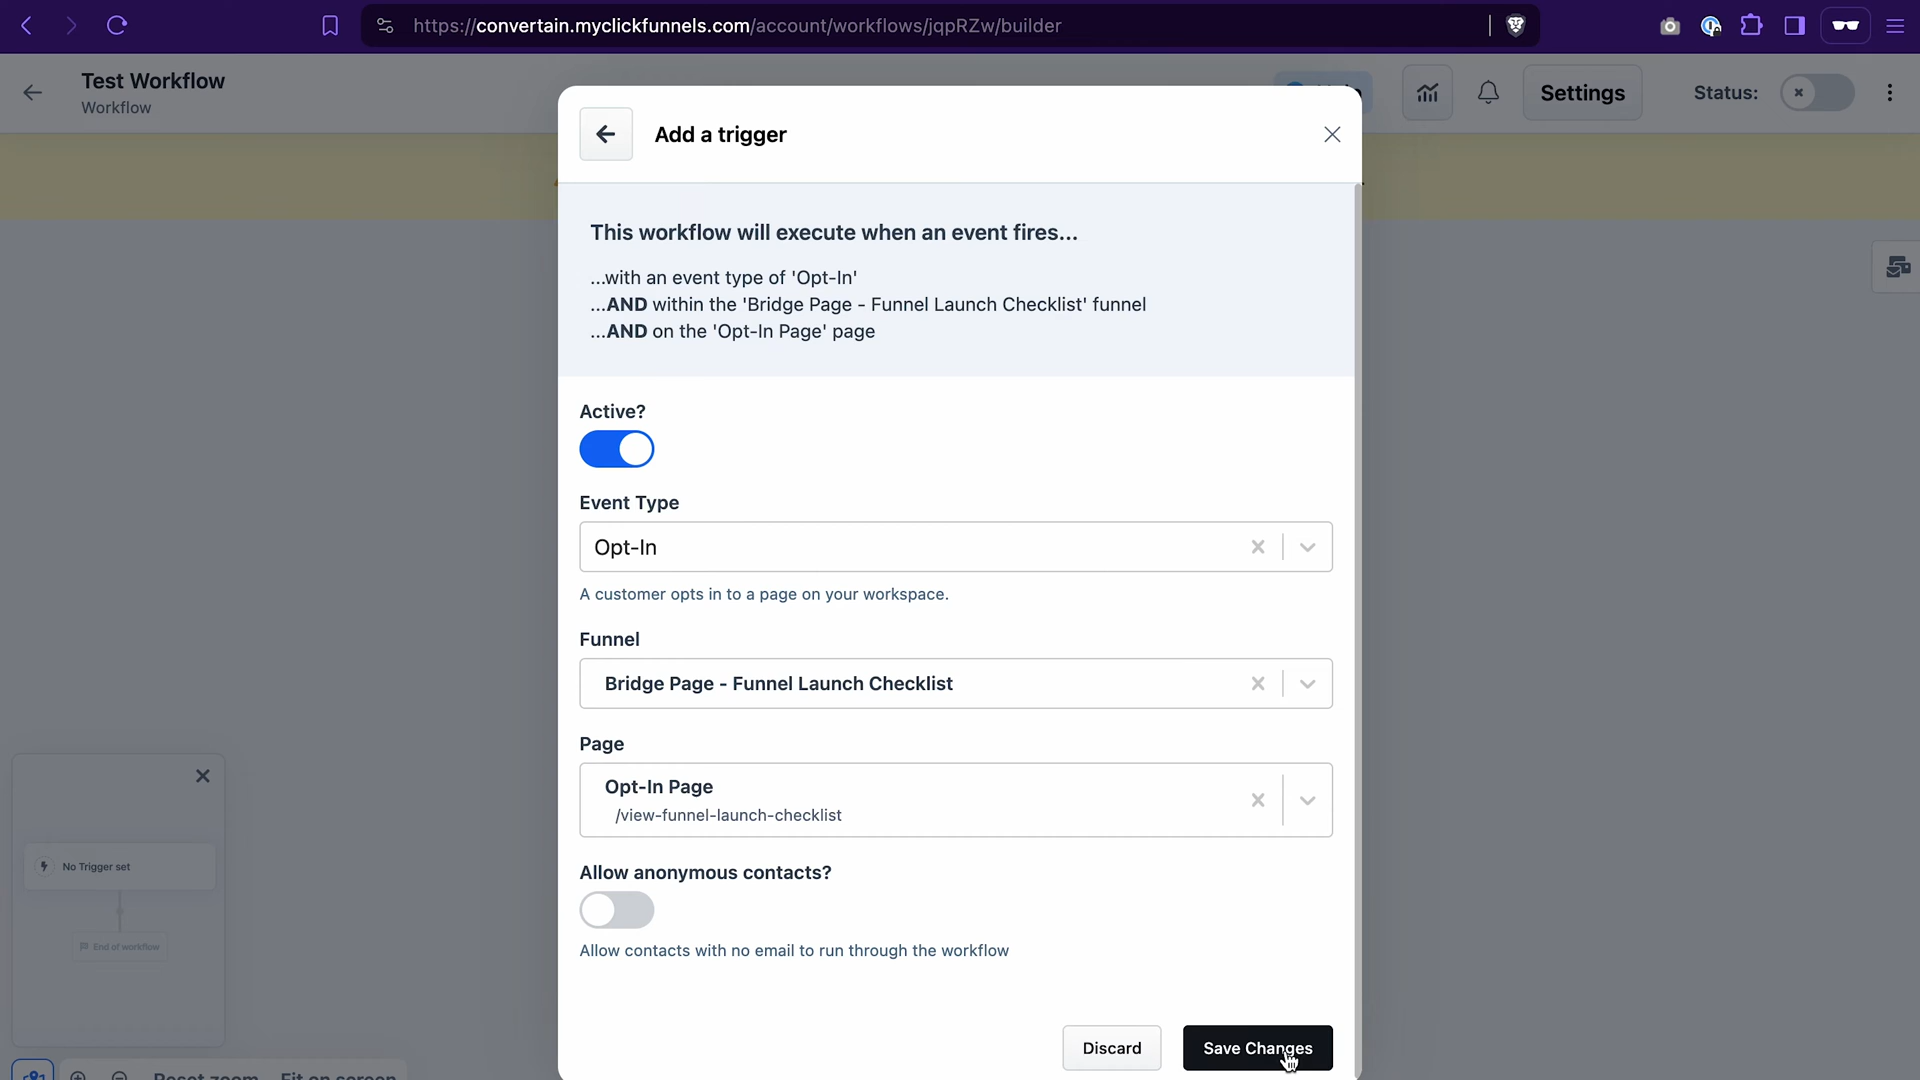 https://convertain.myclickfunnels.com/account/workflows/jqpRZw/builder
Test Workflow
Workflow
Settings
Status:
Add a trigger
This workflow will execute when an event fires...
...with an event type of 'Opt-In'
...AND within the 'Bridge Page - Funnel Launch Checklist' funnel
...AND on the 'Opt-In Page' page
Active?
Event Type
Opt-In
A customer opts in to a page on your workspace.
Funnel
Bridge Page - Funnel Launch Checklist
Page
Opt-In Page
/view-funnel-launch-checklist
Allow anonymous contacts?
Allow contacts with no email to run through the workflow
Discard
Save Changes
No Trigger set
End of workflow
Reset zoom
Fit on screen